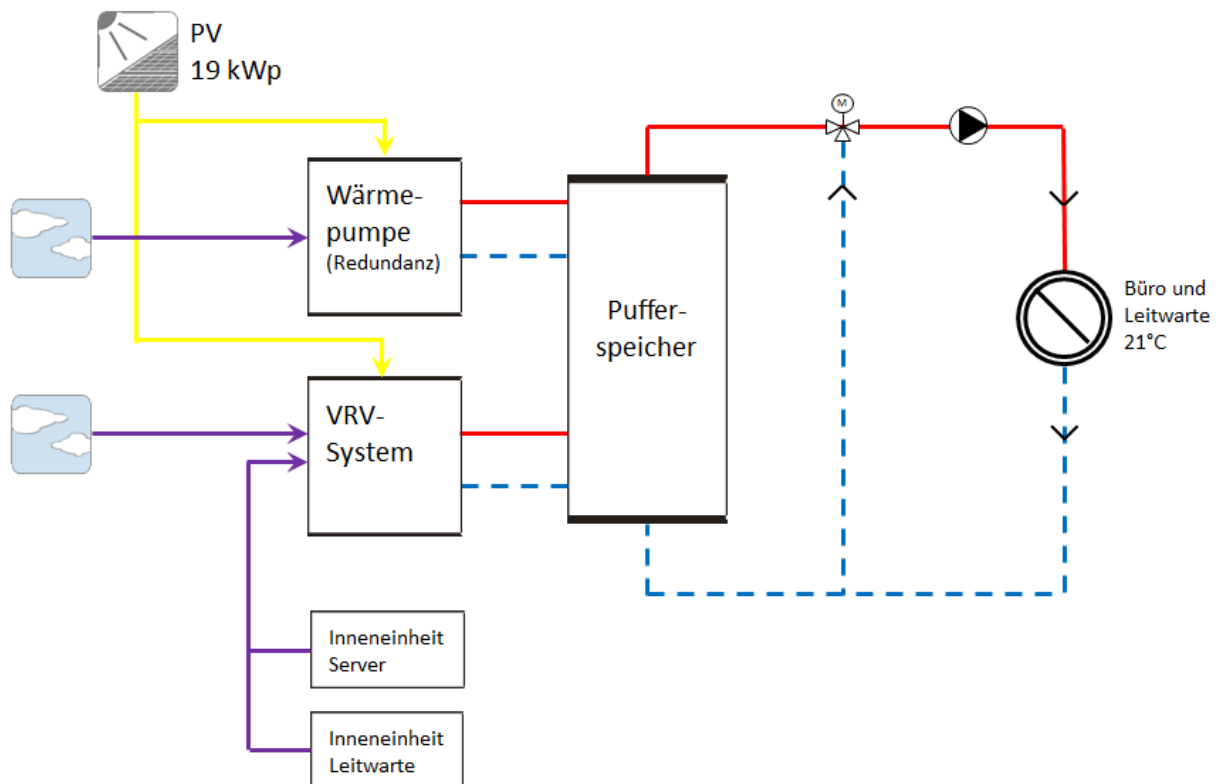 PV
19 kWp
M
Wärme-
pumpe
(Redundanz)
Puffer-
speicher
Büro und
Leitwarte
21°C
VRV-
System
Inneneinheit
Server
Inneneinheit
Leitwarte